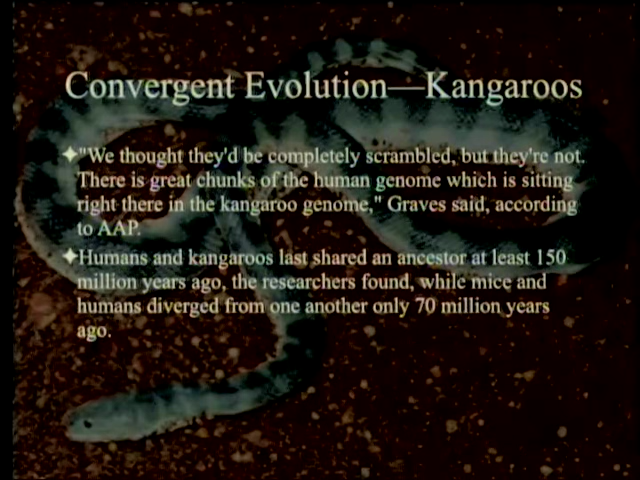 Convergent Evolution—Kangaroos
✦"We thought they'd be completely scrambled, but they're not.
There is great chunks of the human genome which is sitting
right there in the kangaroo genome," Graves said, according
to AAP.
✦Humans and kangaroos last shared an ancestor at least 150
million years ago, the researchers found, while mice and
humans diverged from one another only 70 million years
ago.